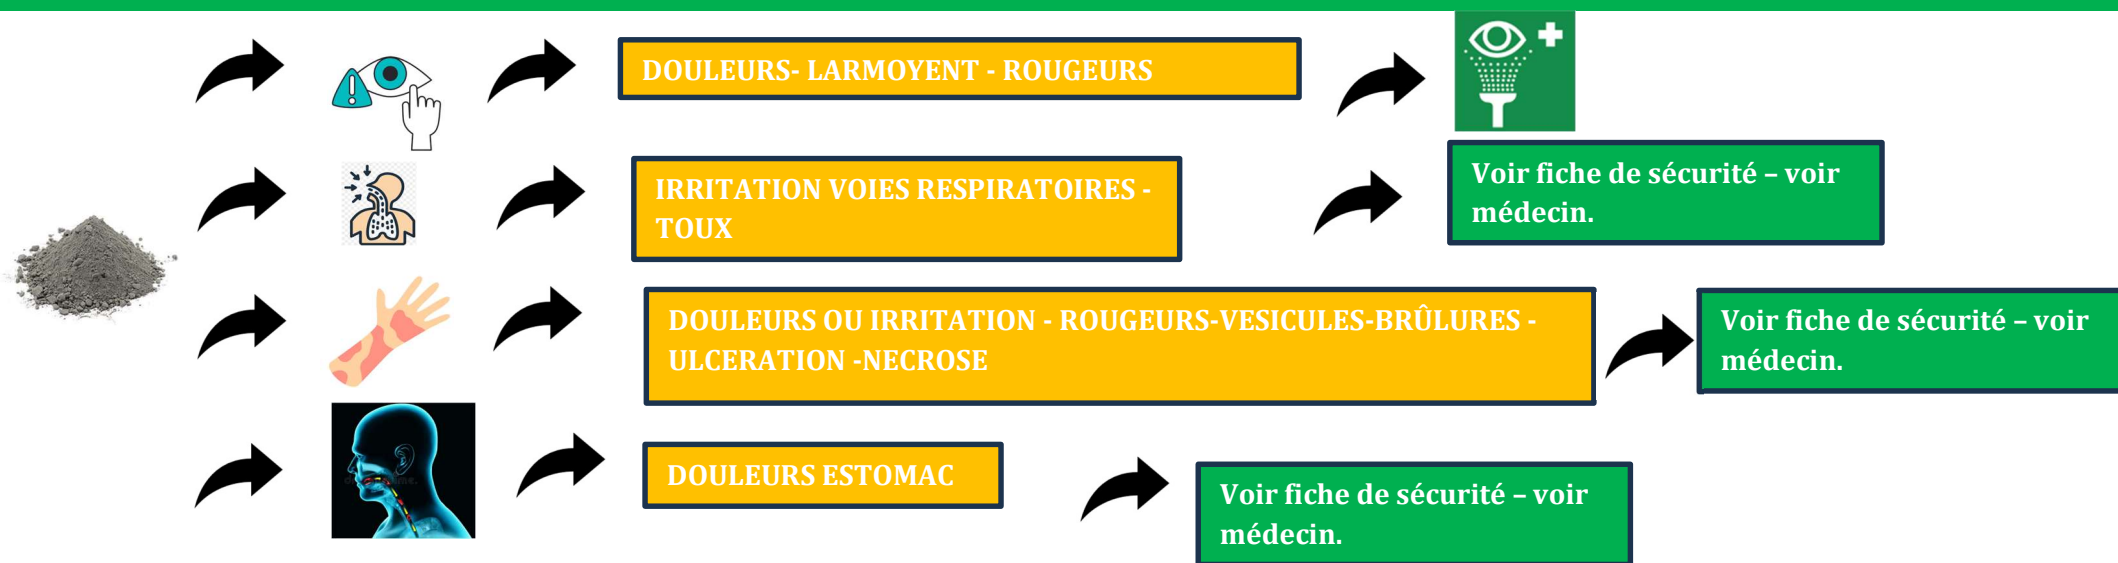 DOULEURS- LARMOYENT - ROUGEURS
IRRITATION VOIES RESPIRATOIRES -
TOUX
Voir fiche de sécurité – voir
médecin.
DOULEURS OU IRRITATION - ROUGEURS-VESICULES-BRÛLURES -
ULCERATION -NECROSE
Voir fiche de sécurité – voir
médecin.
DOULEURS ESTOMAC
Voir fiche de sécurité – voir
médecin.